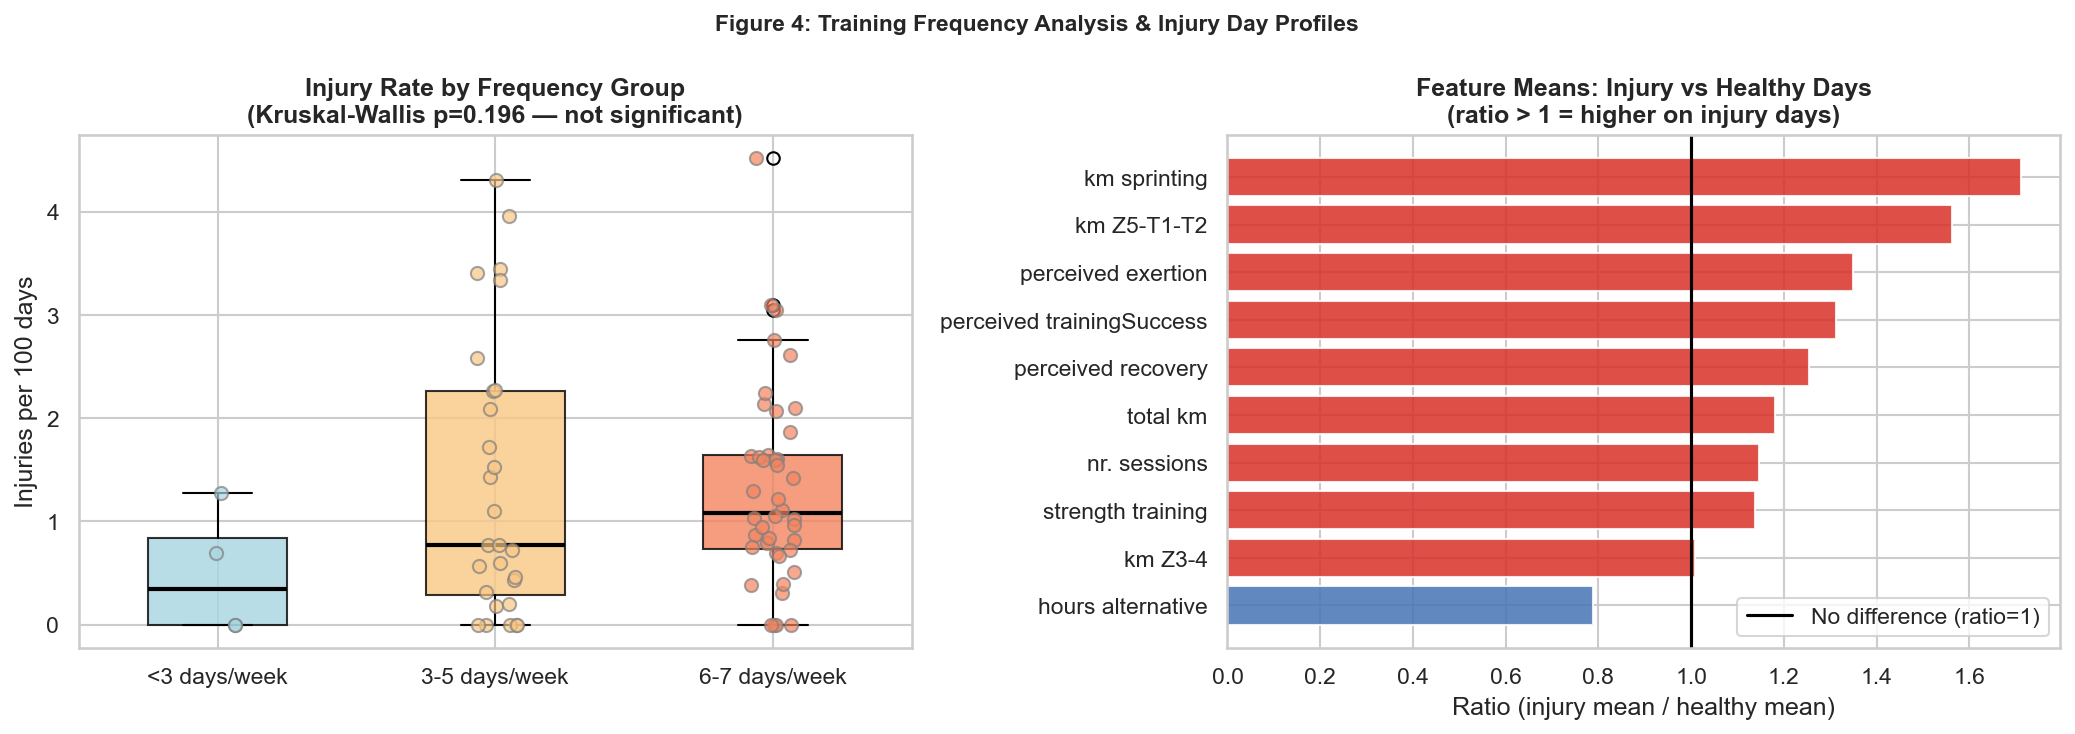 Figure 4: Training Frequency Analysis & Injury Day Profiles
Injury Rate by Frequency Group
(Kruskal-Wallis p=0.196 — not significant)
Injuries per 100 days
4
3
2
1
0
<3 days/week
3-5 days/week
6-7 days/week
Feature Means: Injury vs Healthy Days
(ratio > 1 = higher on injury days)
km sprinting
km Z5-T1-T2
perceived exertion
perceived trainingSuccess
perceived recovery
total km
nr. sessions
strength training
km Z3-4
hours alternative
No difference (ratio=1)
0.0
0.2
0.4
0.6
0.8
1.0
1.2
1.4
1.6
Ratio (injury mean / healthy mean)